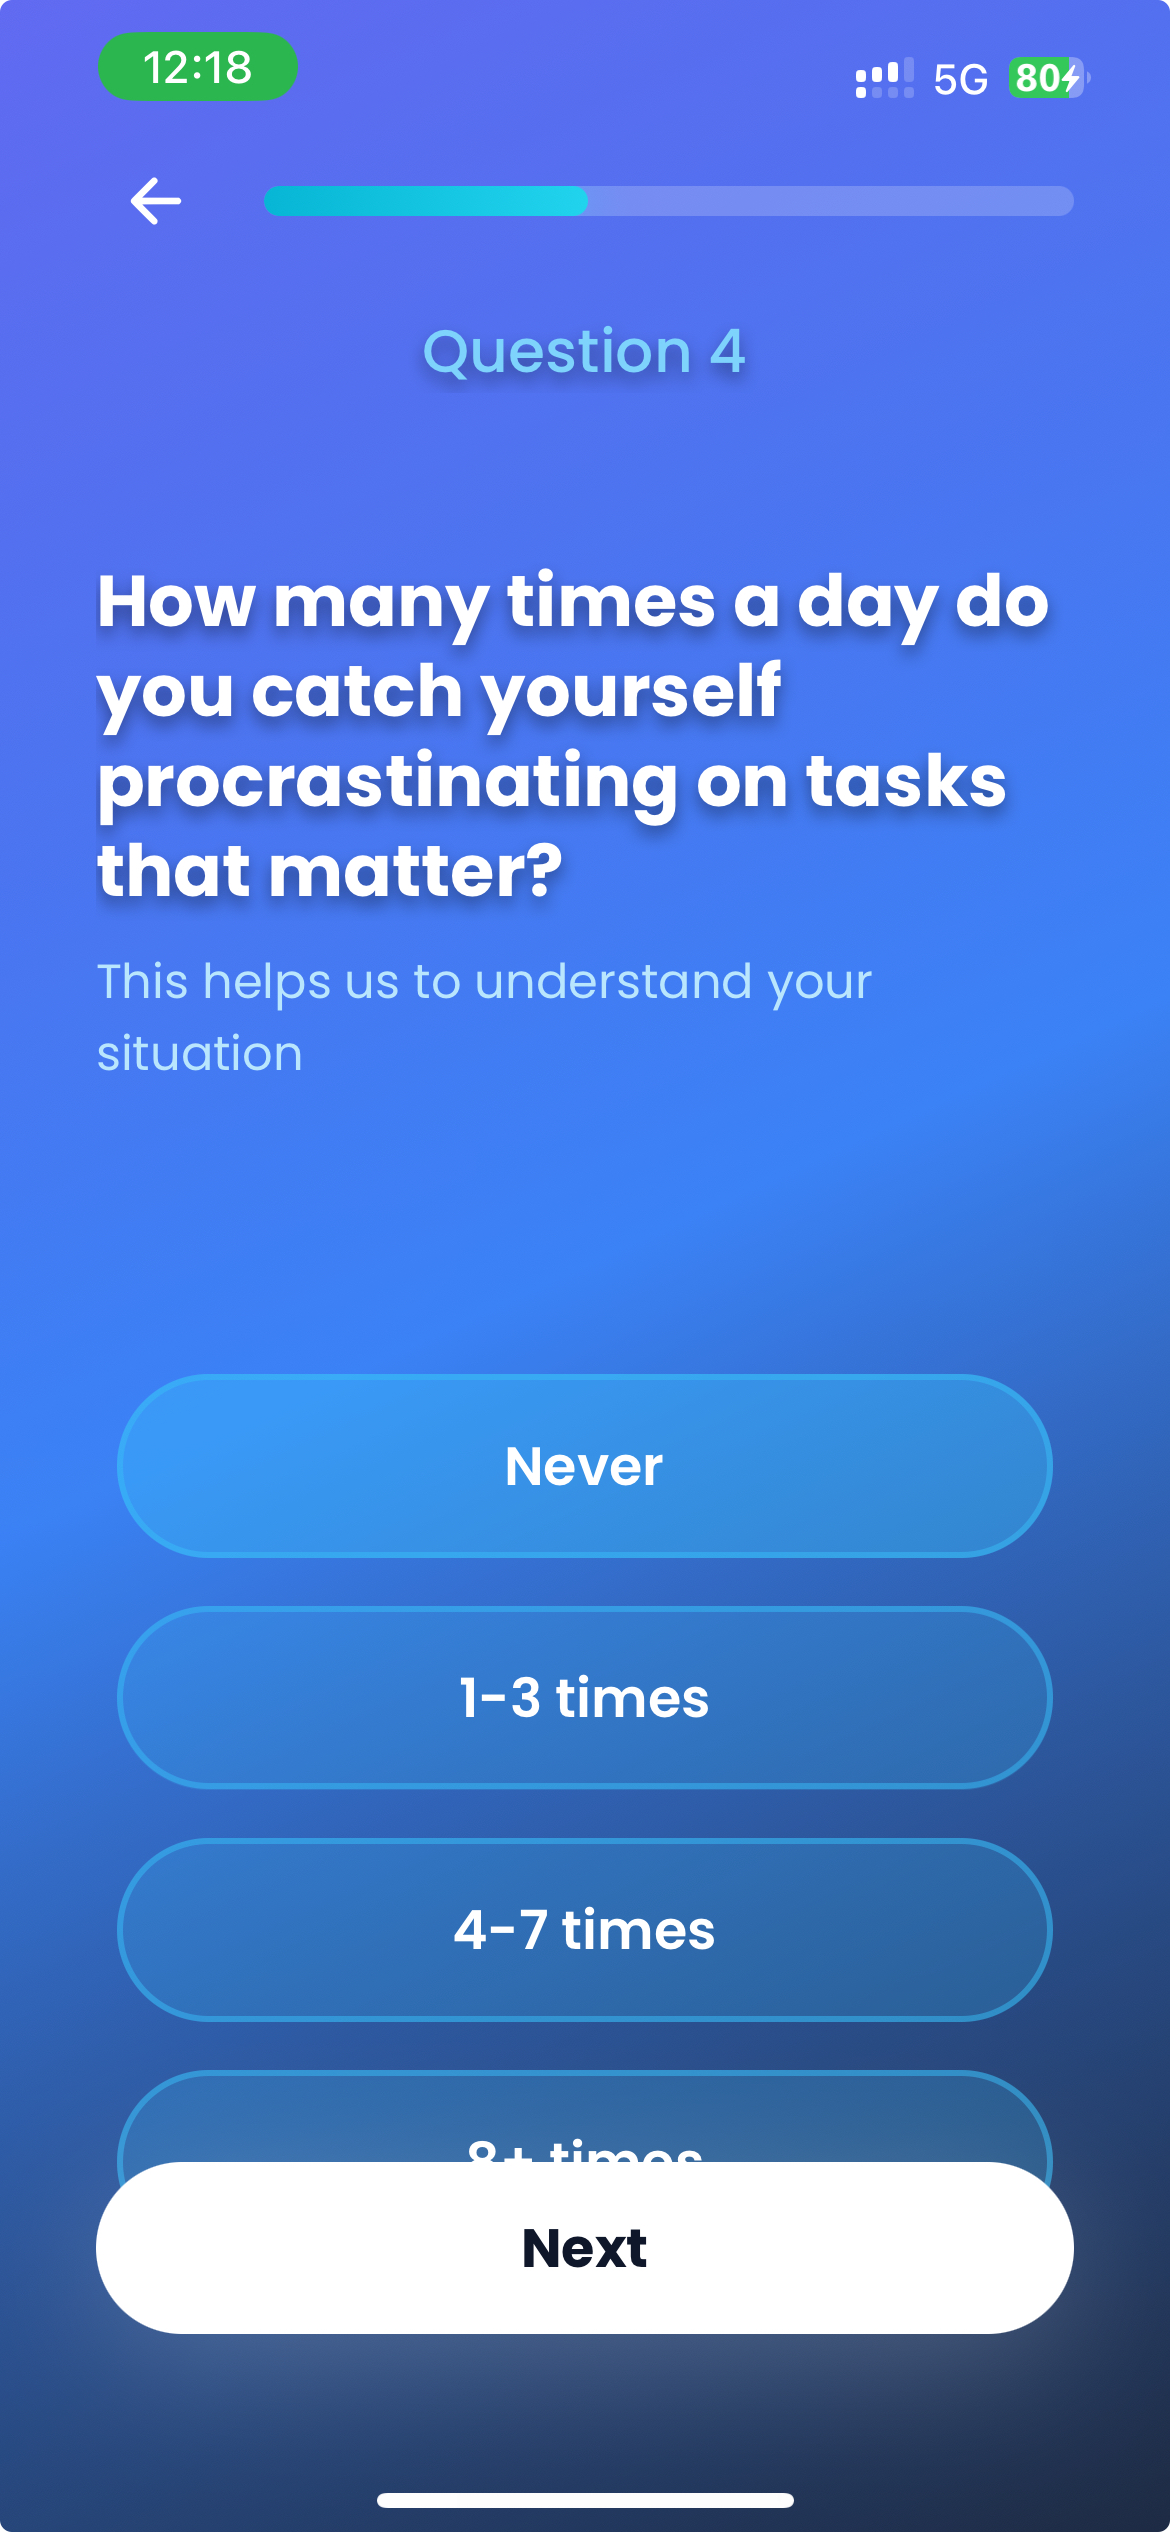 12:18
5G
80
Question 4
How many times a day do
you catch yourself
procrastinating on tasks
that matter?
This helps us to understand your
situation
Never
1-3 times
4-7 times
8+ times
Next